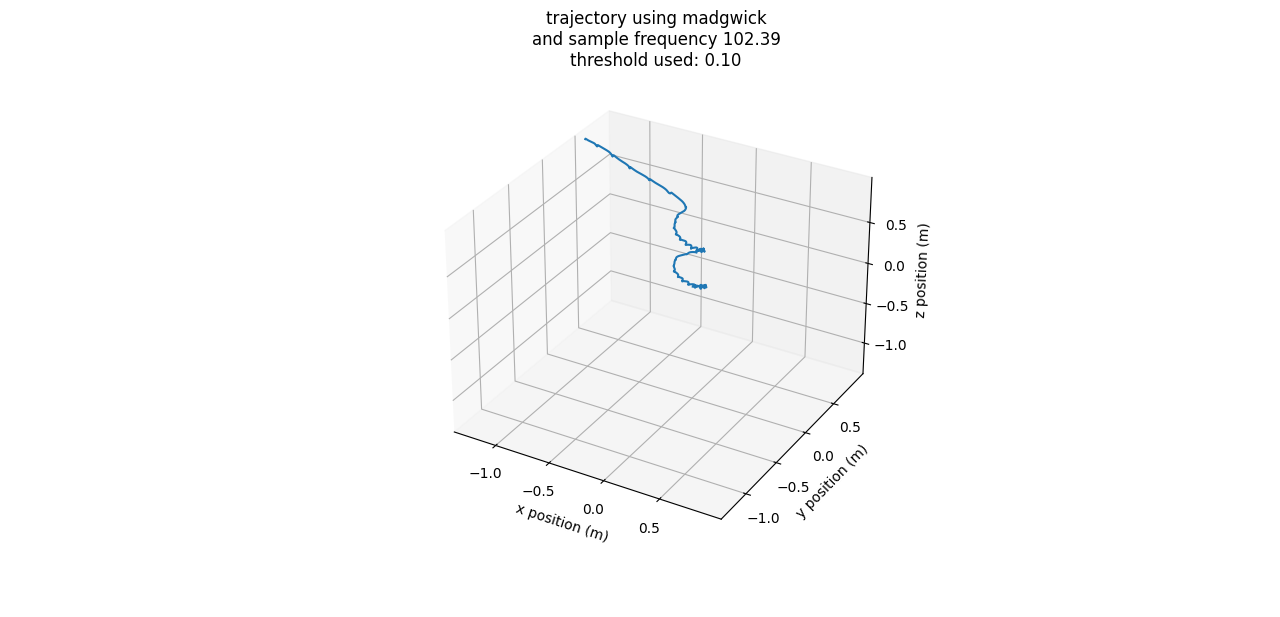 trajectory using madgwick
and sample frequency 102.39
threshold used: 0.10
0.5
0.0
−0.5
−1.0
z position (m)
0.5
0.0
−0.5
−1.0
y position (m)
−1.0
−0.5
0.0
0.5
x position (m)